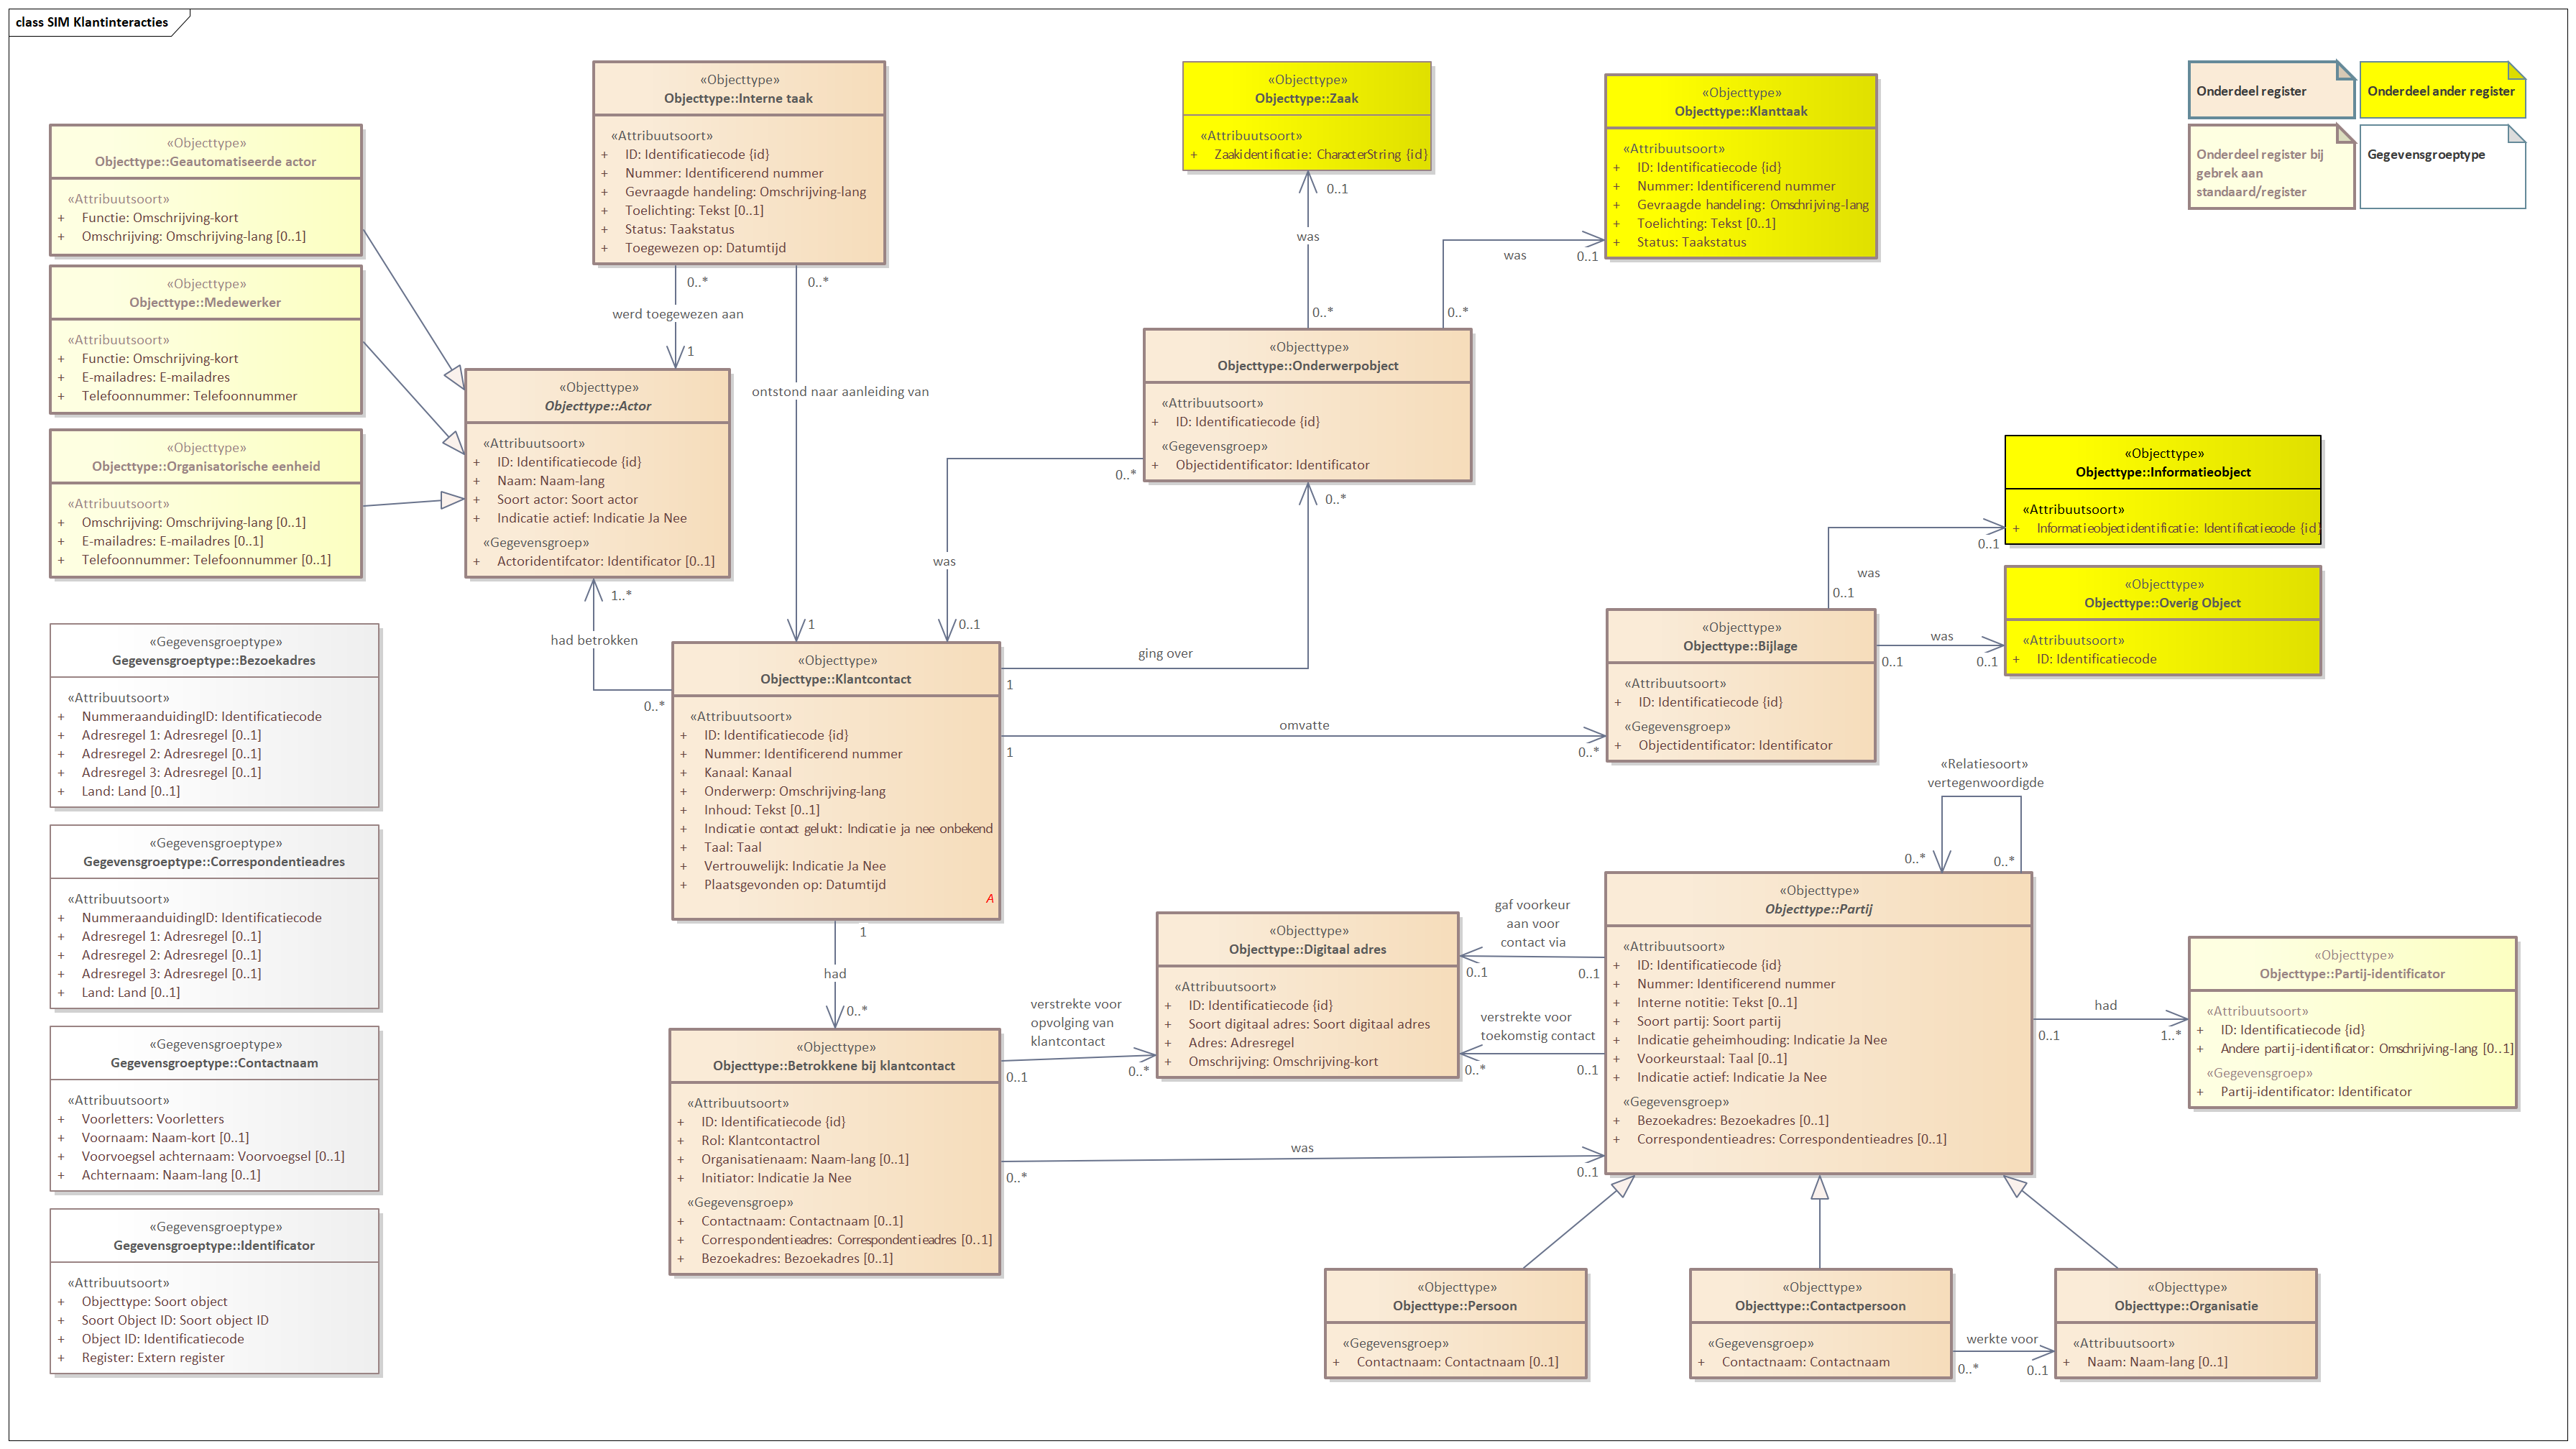 class SIM Klantinteracties
«Objecttype»
Objecttype::Interne taak
«Attribuutsoort»
+ ID: Identificatiecode {id}
+ Nummer: Identificerend nummer
+ Gevraagde handeling: Omschrijving-lang
+ Toelichting: Tekst [0..1]
+ Status: Taakstatus
+ Toegewezen op: Datumtijd
«Objecttype»
Objecttype::Zaak
«Attribuutsoort»
+ Zaakidentificatie: CharacterString {id}
«Objecttype»
Objecttype::Klanttaak
«Attribuutsoort»
+ ID: Identificatiecode {id}
+ Nummer: Identificerend nummer
+ Gevraagde handeling: Omschrijving-lang
+ Toelichting: Tekst [0..1]
+ Status: Taakstatus
Onderdeel register
Onderdeel ander register
Onderdeel register bij
gebrek aan
standaard/register
Gegevensgroeptype
«Objecttype»
Objecttype::Geautomatiseerde actor
«Attribuutsoort»
+ Functie: Omschrijving-kort
+ Omschrijving: Omschrijving-lang [0..1]
«Objecttype»
Objecttype::Medewerker
«Attribuutsoort»
+ Functie: Omschrijving-kort
+ E-mailadres: E-mailadres
+ Telefoonnummer: Telefoonnummer
«Objecttype»
Objecttype::Organisatorische eenheid
«Attribuutsoort»
+ Omschrijving: Omschrijving-lang [0..1]
+ E-mailadres: E-mailadres [0..1]
+ Telefoonnummer: Telefoonnummer [0..1]
0..*
0..*
werd toegewezen aan
1
ontstond naar aanleiding van
1
«Objecttype»
Objecttype::Actor
«Attribuutsoort»
+ ID: Identificatiecode {id}
+ Naam: Naam-lang
+ Soort actor: Soort actor
+ Indicatie actief: Indicatie Ja Nee
«Gegevensgroep»
+ Actoridentifcator: Identificator [0..1]
1..*
had betrokken
0..*
0..1
was
0..*
was
0..1
0..*
«Objecttype»
Objecttype::Onderwerpobject
«Attribuutsoort»
+ ID: Identificatiecode {id}
«Gegevensgroep»
+ Objectidentificator: Identificator
0..*
was
0..1
0..*
ging over
1
«Objecttype»
Objecttype::Informatieobject
«Attribuutsoort»
+ Informatieobjectidentificatie: Identificatiecode {id}
0..1
was
0..1
«Objecttype»
Objecttype::Overig Object
«Attribuutsoort»
+ ID: Identificatiecode
was
0..1
0..1
«Objecttype»
Objecttype::Bijlage
«Attribuutsoort»
+ ID: Identificatiecode {id}
«Gegevensgroep»
+ Objectidentificator: Identificator
omvatte
1
0..*
«Gegevensgroeptype»
Gegevensgroeptype::Bezoekadres
«Attribuutsoort»
+ NummeraanduidingID: Identificatiecode
+ Adresregel 1: Adresregel [0..1]
+ Adresregel 2: Adresregel [0..1]
+ Adresregel 3: Adresregel [0..1]
+ Land: Land [0..1]
«Objecttype»
Objecttype::Klantcontact
«Attribuutsoort»
+ ID: Identificatiecode {id}
+ Nummer: Identificerend nummer
+ Kanaal: Kanaal
+ Onderwerp: Omschrijving-lang
+ Inhoud: Tekst [0..1]
+ Indicatie contact gelukt: Indicatie ja nee onbekend
+ Taal: Taal
+ Vertrouwelijk: Indicatie Ja Nee
+ Plaatsgevonden op: Datumtijd
A
1
had
0..*
«Gegevensgroeptype»
Gegevensgroeptype::Correspondentieadres
«Attribuutsoort»
+ NummeraanduidingID: Identificatiecode
+ Adresregel 1: Adresregel [0..1]
+ Adresregel 2: Adresregel [0..1]
+ Adresregel 3: Adresregel [0..1]
+ Land: Land [0..1]
«Relatiesoort»
vertegenwoordigde
0..*
0..*
«Objecttype»
Objecttype::Digitaal adres
«Attribuutsoort»
+ ID: Identificatiecode {id}
+ Soort digitaal adres: Soort digitaal adres
+ Adres: Adresregel
+ Omschrijving: Omschrijving-kort
gaf voorkeur
aan voor
contact via
0..1
0..1
verstrekte voor
toekomstig contact
0..*
0..1
«Objecttype»
Objecttype::Partij
«Attribuutsoort»
+ ID: Identificatiecode {id}
+ Nummer: Identificerend nummer
+ Interne notitie: Tekst [0..1]
+ Soort partij: Soort partij
+ Indicatie geheimhouding: Indicatie Ja Nee
+ Voorkeurstaal: Taal [0..1]
+ Indicatie actief: Indicatie Ja Nee
«Gegevensgroep»
+ Bezoekadres: Bezoekadres [0..1]
+ Correspondentieadres: Correspondentieadres [0..1]
had
0..1
1..*
«Objecttype»
Objecttype::Partij-identificator
«Attribuutsoort»
+ ID: Identificatiecode {id}
+ Andere partij-identificator: Omschrijving-lang [0..1]
«Gegevensgroep»
+ Partij-identificator: Identificator
«Gegevensgroeptype»
Gegevensgroeptype::Contactnaam
«Attribuutsoort»
+ Voorletters: Voorletters
+ Voornaam: Naam-kort [0..1]
+ Voorvoegsel achternaam: Voorvoegsel [0..1]
+ Achternaam: Naam-lang [0..1]
«Objecttype»
Objecttype::Betrokkene bij klantcontact
«Attribuutsoort»
+ ID: Identificatiecode {id}
+ Rol: Klantcontactrol
+ Organisatienaam: Naam-lang [0..1]
+ Initiator: Indicatie Ja Nee
«Gegevensgroep»
+ Contactnaam: Contactnaam [0..1]
+ Correspondentieadres: Correspondentieadres [0..1]
+ Bezoekadres: Bezoekadres [0..1]
verstrekte voor
opvolging van
klantcontact
0..1
0..*
was
0..*
0..1
«Gegevensgroeptype»
Gegevensgroeptype::Identificator
«Attribuutsoort»
+ Objecttype: Soort object
+ Soort Object ID: Soort object ID
+ Object ID: Identificatiecode
+ Register: Extern register
«Objecttype»
Objecttype::Persoon
«Gegevensgroep»
+ Contactnaam: Contactnaam [0..1]
«Objecttype»
Objecttype::Contactpersoon
«Gegevensgroep»
+ Contactnaam: Contactnaam
werkte voor
0..*
0..1
«Objecttype»
Objecttype::Organisatie
«Attribuutsoort»
+ Naam: Naam-lang [0..1]